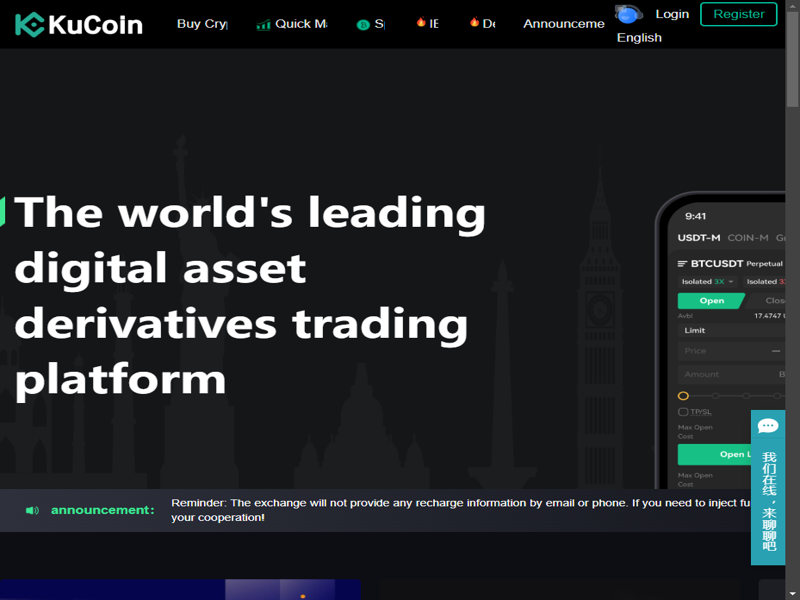 KuCoin
Buy Cry
Quick M
S
IE
De
Announceme
Login
Register
English
The world's leading
digital asset
derivatives trading
platform
9:41
USDT-M COIN-M
BTCUSDT Perpetual
Isolated 3X
Isolated 3
Open
Avbl 17.4747
Limit
Price
Amount
TP/SL
Max Open
Cost
Open L
Max Open
Cost
我们在线，来聊聊吧
announcement:
Reminder: The exchange will not provide any recharge information by email or phone. If you need to inject fu
your cooperation!